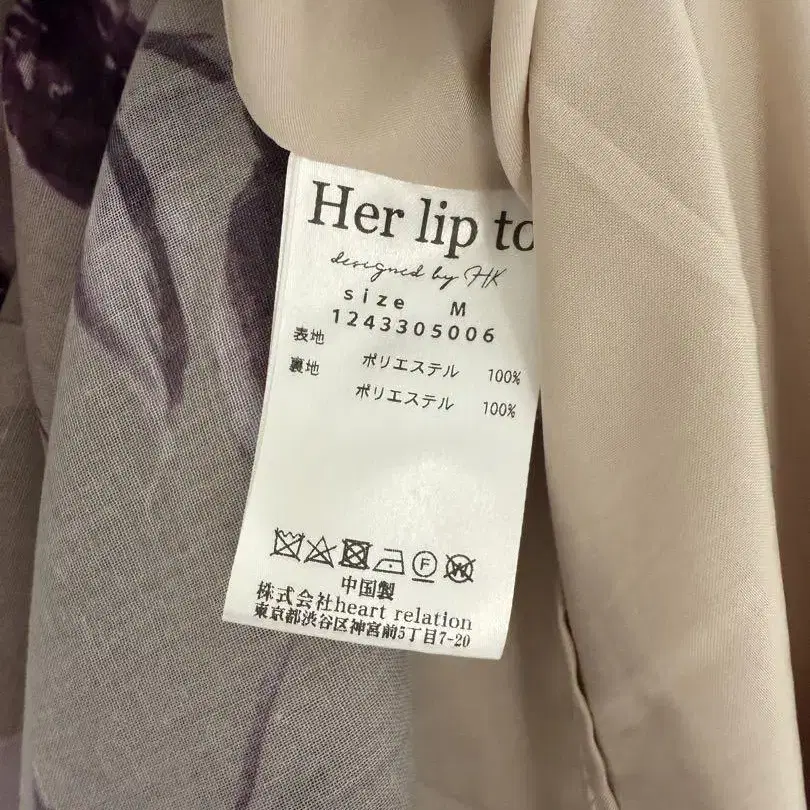 Her lip to
designed by HK
size M
1243305006
表地 ポリエステル 100%
裏地 ポリエステル 100%
F W
中国製
株式会社heart relation
東京都渋谷区神宮前5丁目7-20